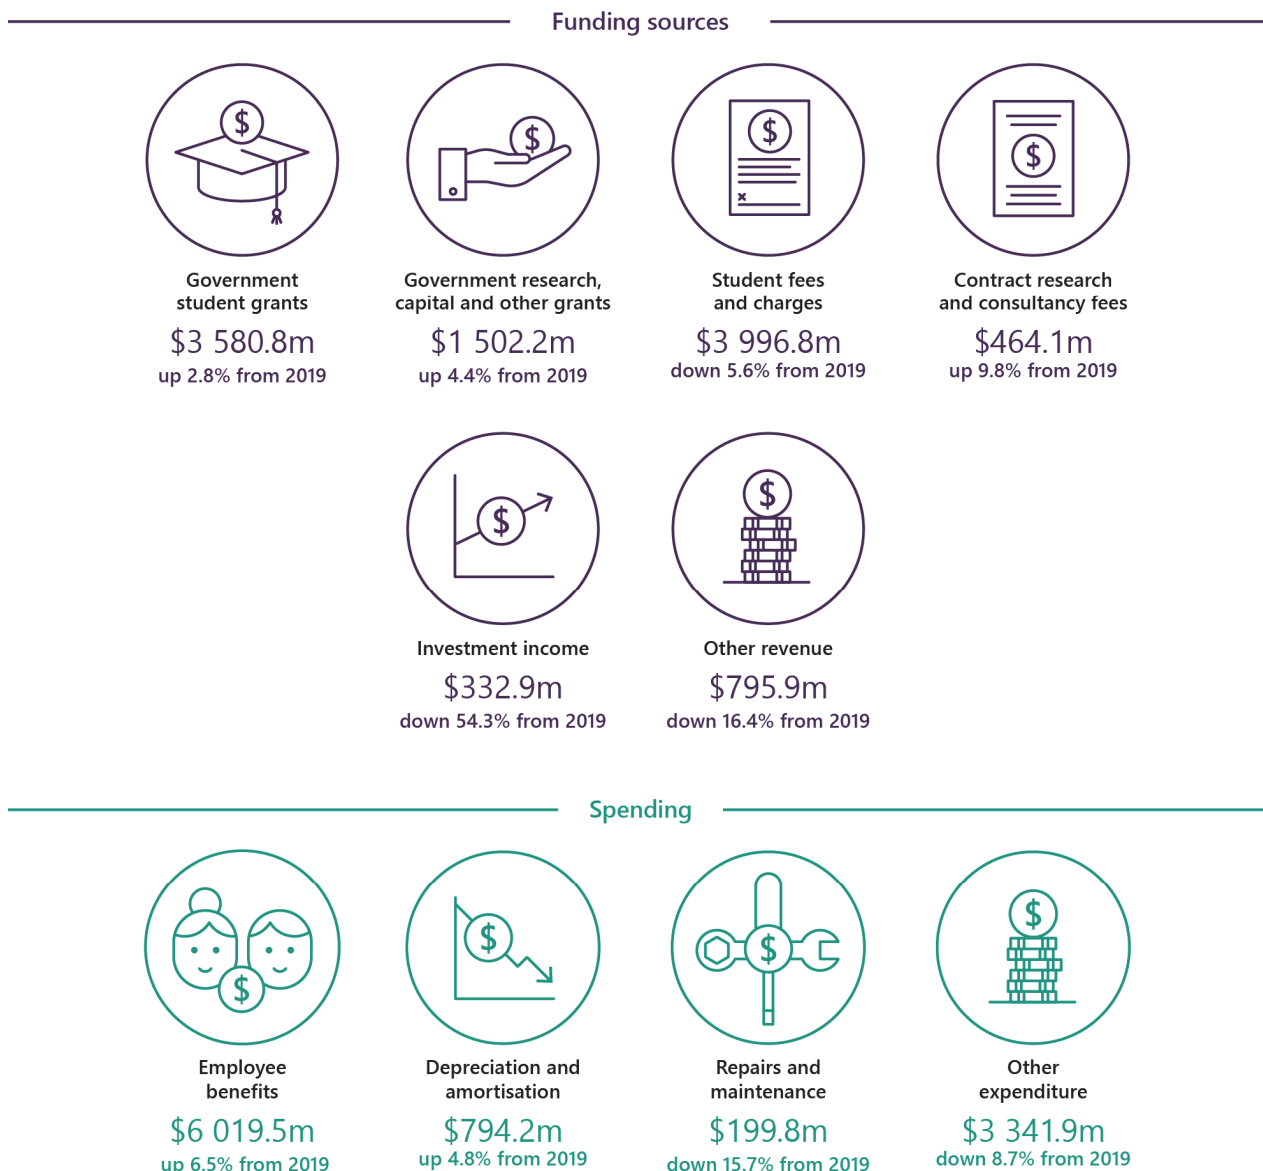 Funding sources
$
$
$
$
Government
student grants
$3 580.8m
up 2.8% from 2019
Government research,
capital and other grants
$1 502.2m
up 4.4% from 2019
Student fees
and charges
$3 996.8m
down 5.6% from 2019
Contract research
and consultancy fees
$464.1m
up 9.8% from 2019
$
$
Investment income
$332.9m
down 54.3% from 2019
Other revenue
$795.9m
down 16.4% from 2019
Spending
$
$
$
$
Employee
benefits
$6 019.5m
up 6.5% from 2019
Depreciation and
amortisation
$794.2m
up 4.8% from 2019
Repairs and
maintenance
$199.8m
down 15.7% from 2019
Other
expenditure
$3 341.9m
down 8.7% from 2019